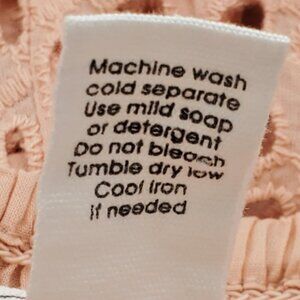 Machine wash
cold separate
Use mild soap
or detergent
Do not bleach
Tumble dry low
Cool iron
if needed